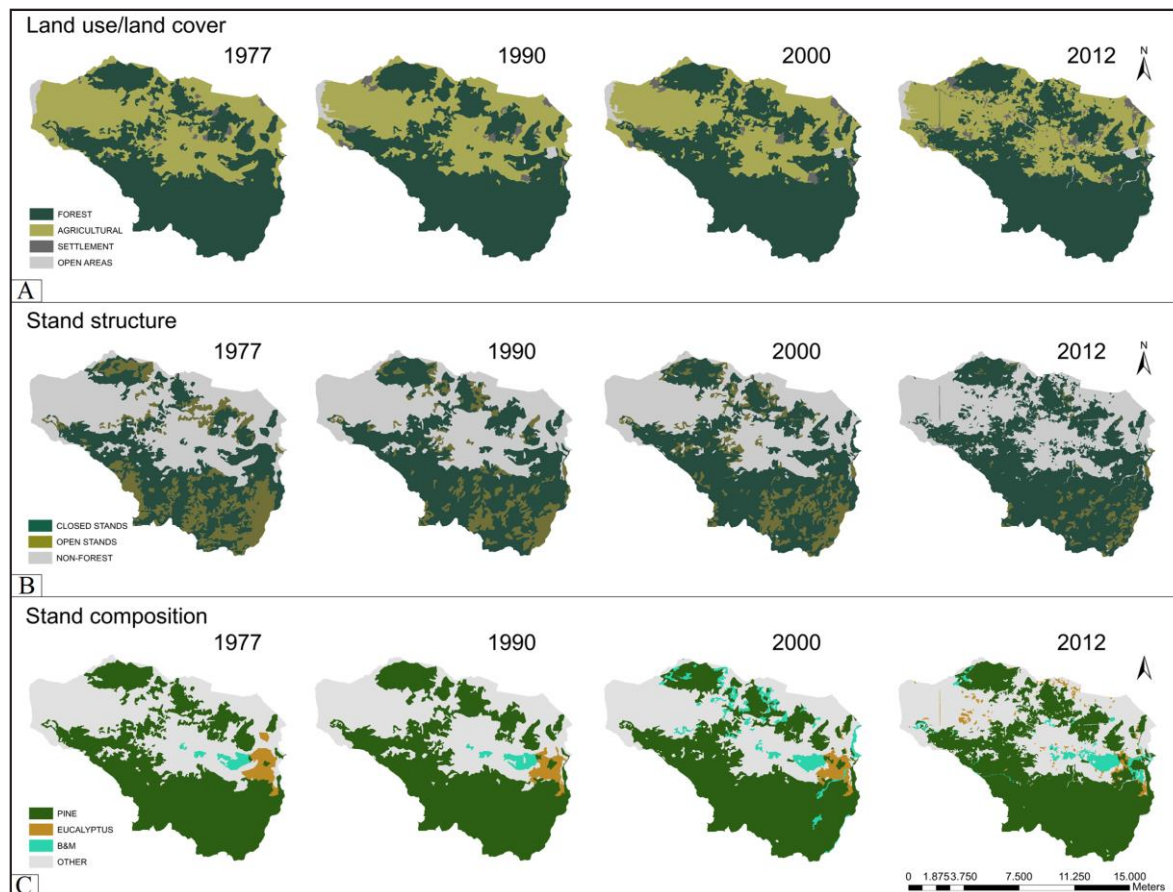 Land use/land cover
1977
1990
2000
2012
N
FOREST
AGRICULTURAL
SETTLEMENT
OPEN AREAS
A
Stand structure
1977
1990
2000
2012
N
CLOSED STANDS
OPEN STANDS
NON-FOREST
B
Stand composition
1977
1990
2000
2012
PINE
EUCALYPTUS
B&M
OTHER
C
0 1.8753.750 7.500 11.250 15.000
Meters